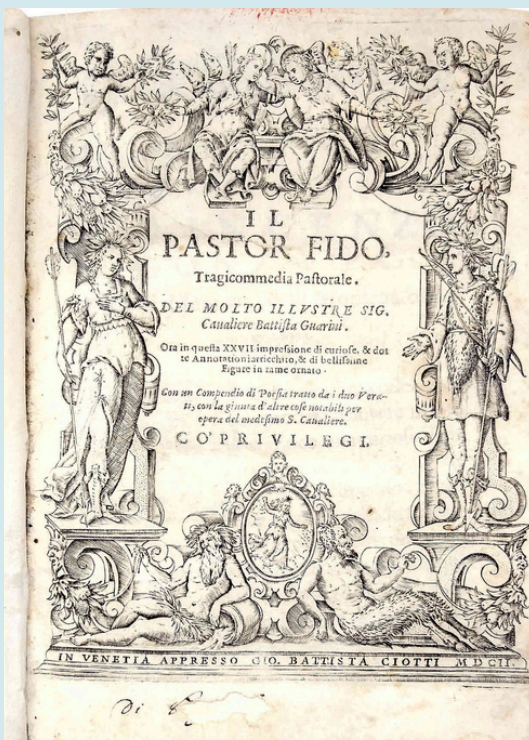 IL
PASTOR FIDO,
Tragicommedia Pastorale.
DEL MOLTO ILLVSTRE SIG.
Caualiere Battista Guarini.
Ora in questa XXVII impressione di curiose, & dot
te Annotationi arricchito, & di bellissime
Figure in rame ornato.
Con un Compendio di Poesia tratto da i duo Vera-
ti, con la giunta d'altre cose notabili per
opera del medesimo S. Caualiere.
CO' PRIVILEGI.
IN VENETIA APPRESSO GIO. BATTISTA CIOTTI MDCII.
Di